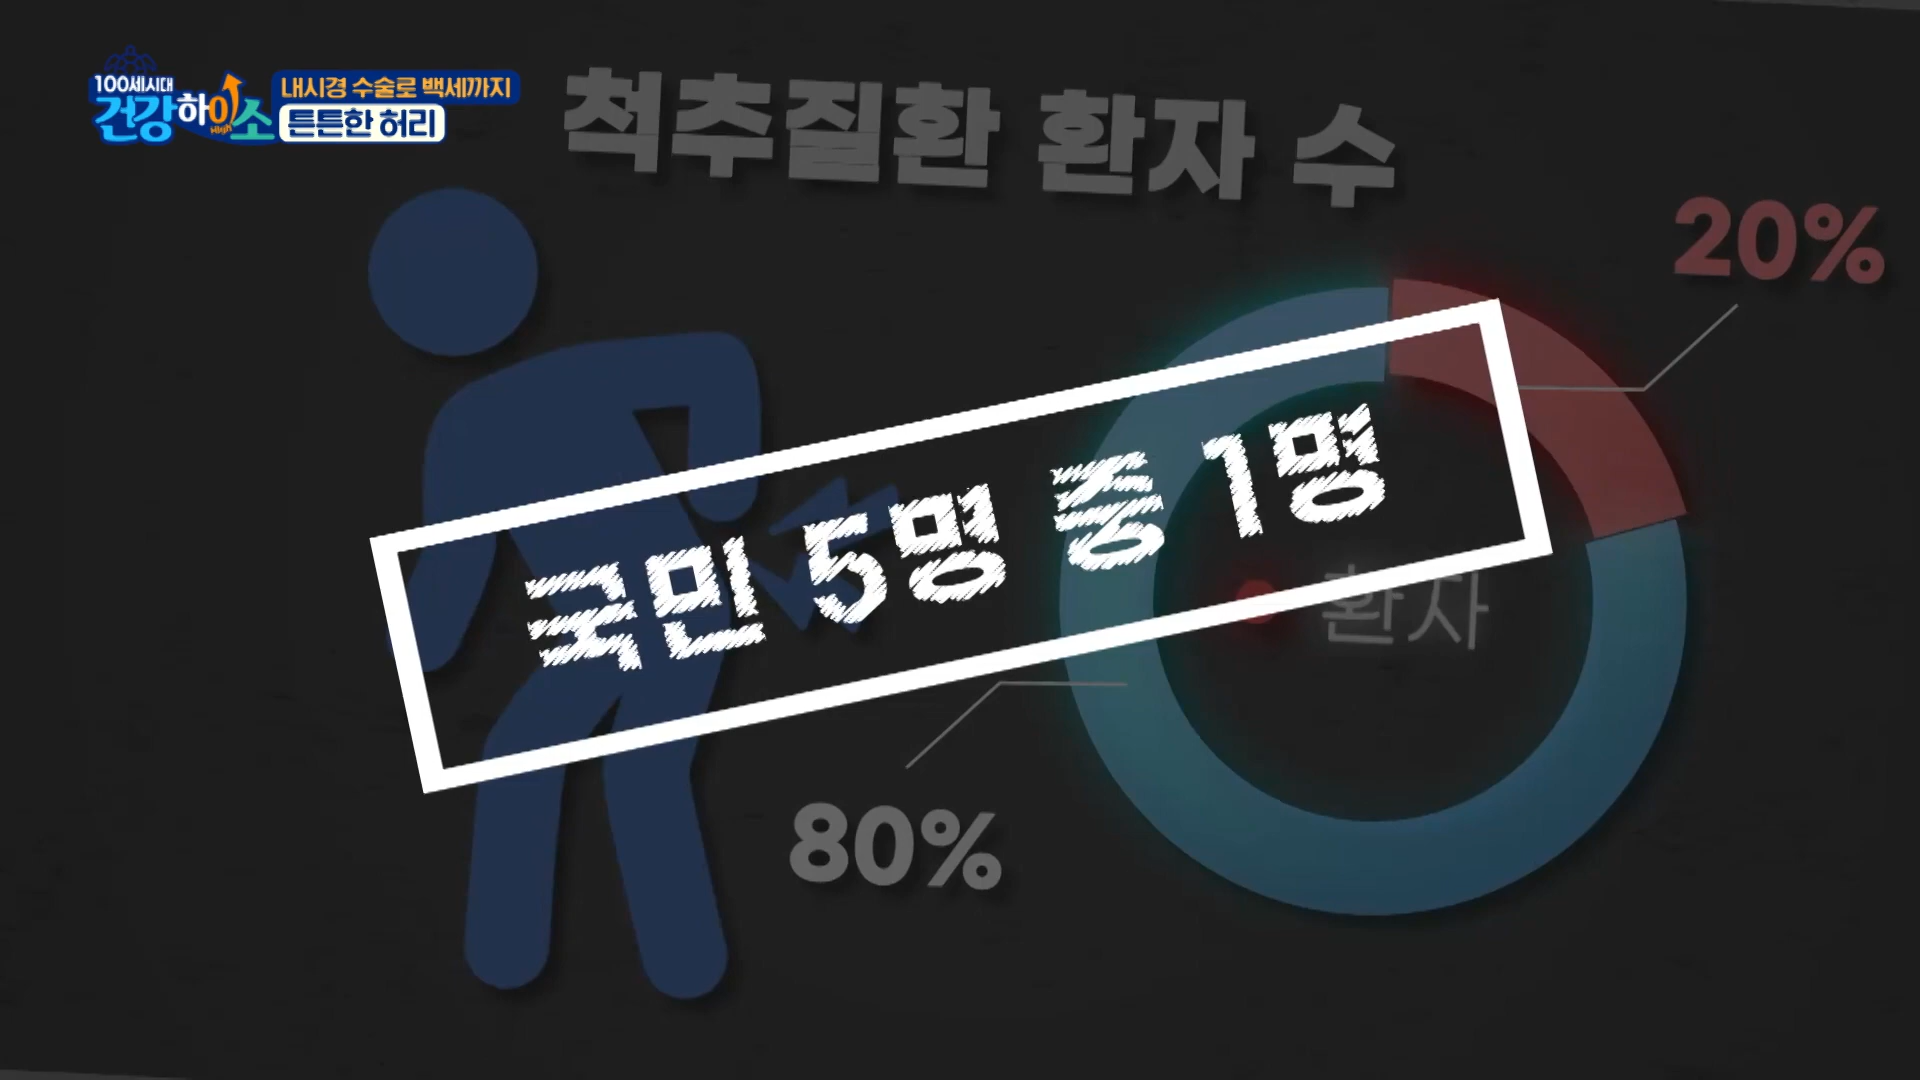 100세시대
건강하이소
HIGH
내시경 수술로 백세까지
튼튼한 허리
척추질환 환자 수
20%
국민 5명 중 1명
환자
80%